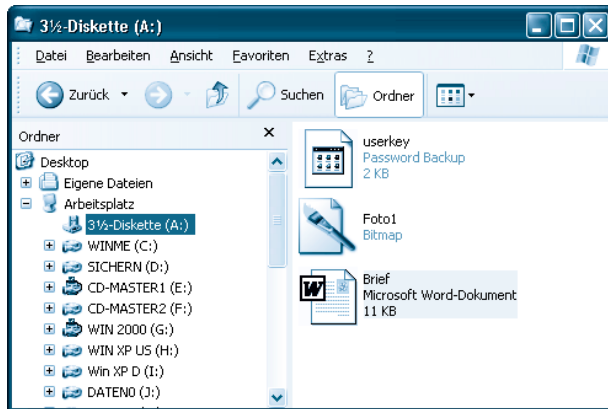 3½-Diskette (A:)
Datei Bearbeiten Ansicht Favoriten Extras ?
Zurück Suchen Ordner
Ordner
Desktop
Eigene Dateien
Arbeitsplatz
3½-Diskette (A:)
WINME (C:)
SICHERN (D:)
CD-MASTER1 (E:)
CD-MASTER2 (F:)
WIN 2000 (G:)
WIN XP US (H:)
Win XP D (I:)
DATEN0 (J:)
userkey
Password Backup
2 KB
Foto1
Bitmap
Brief
Microsoft Word-Dokument
11 KB